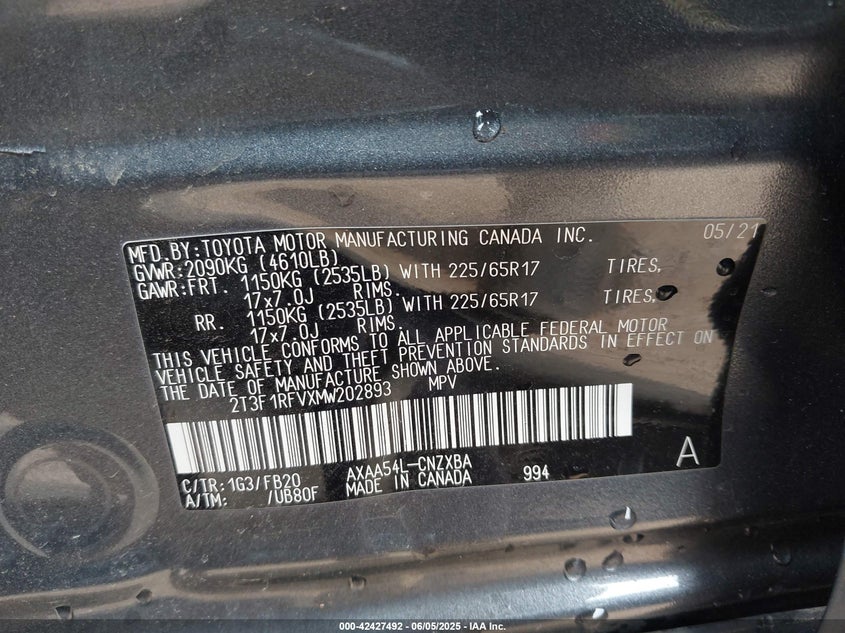 MFD.BY:TOYOTA MOTOR MANUFACTURING CANADA INC. 05/21
GVWR:2090KG (4610LB)
GAWR:FRT. 1150KG (2535LB) WITH 225/65R17 TIRES,
17x7.0J RIMS.
RR. 1150KG (2535LB) WITH 225/65R17 TIRES,
17x7.0J RIMS.
THIS VEHICLE CONFORMS TO ALL APPLICABLE FEDERAL MOTOR
VEHICLE SAFETY AND THEFT PREVENTION STANDARDS IN EFFECT ON
THE DATE OF MANUFACTURE SHOWN ABOVE.
2T3F1RFVXMW202893 MPV
C/TR:1G3/FB20 AXAA54L-CNZXBA 994 A
A/TM: /UB80F MADE IN CANADA
000-42427492 - 06/05/2025 - IAA Inc.